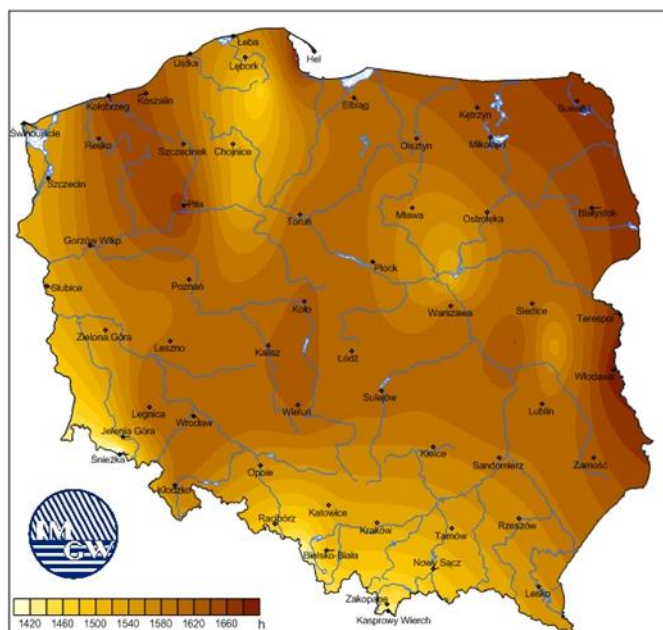 Łeba
Ustka
Hel
Lębork
Kołobrzeg
Koszalin
Elbląg
Kętrzyn
Suwałki
Świnoujście
Resko
Szczecinek
Chojnice
Olsztyn
Mikołajki
Szczecin
Piła
Mława
Ostrołęka
Białystok
Toruń
Gorzów Wlkp.
Płock
Słubice
Poznań
Koło
Warszawa
Siedlce
Terespol
Zielona Góra
Leszno
Kalisz
Łódź
Włodawa
Sulejów
Legnica
Wieluń
Lublin
Wrocław
Jelenia Góra
Śnieżka
Opole
Kielce
Sandomierz
Zamość
Kłodzko
Katowice
Racibórz
Kraków
Tarnów
Rzeszów
Bielsko-Biała
Nowy Sącz
Lesko
Zakopane
Kasprowy Wierch
IM
GW
1420 1460 1500 1540 1580 1620 1660 h